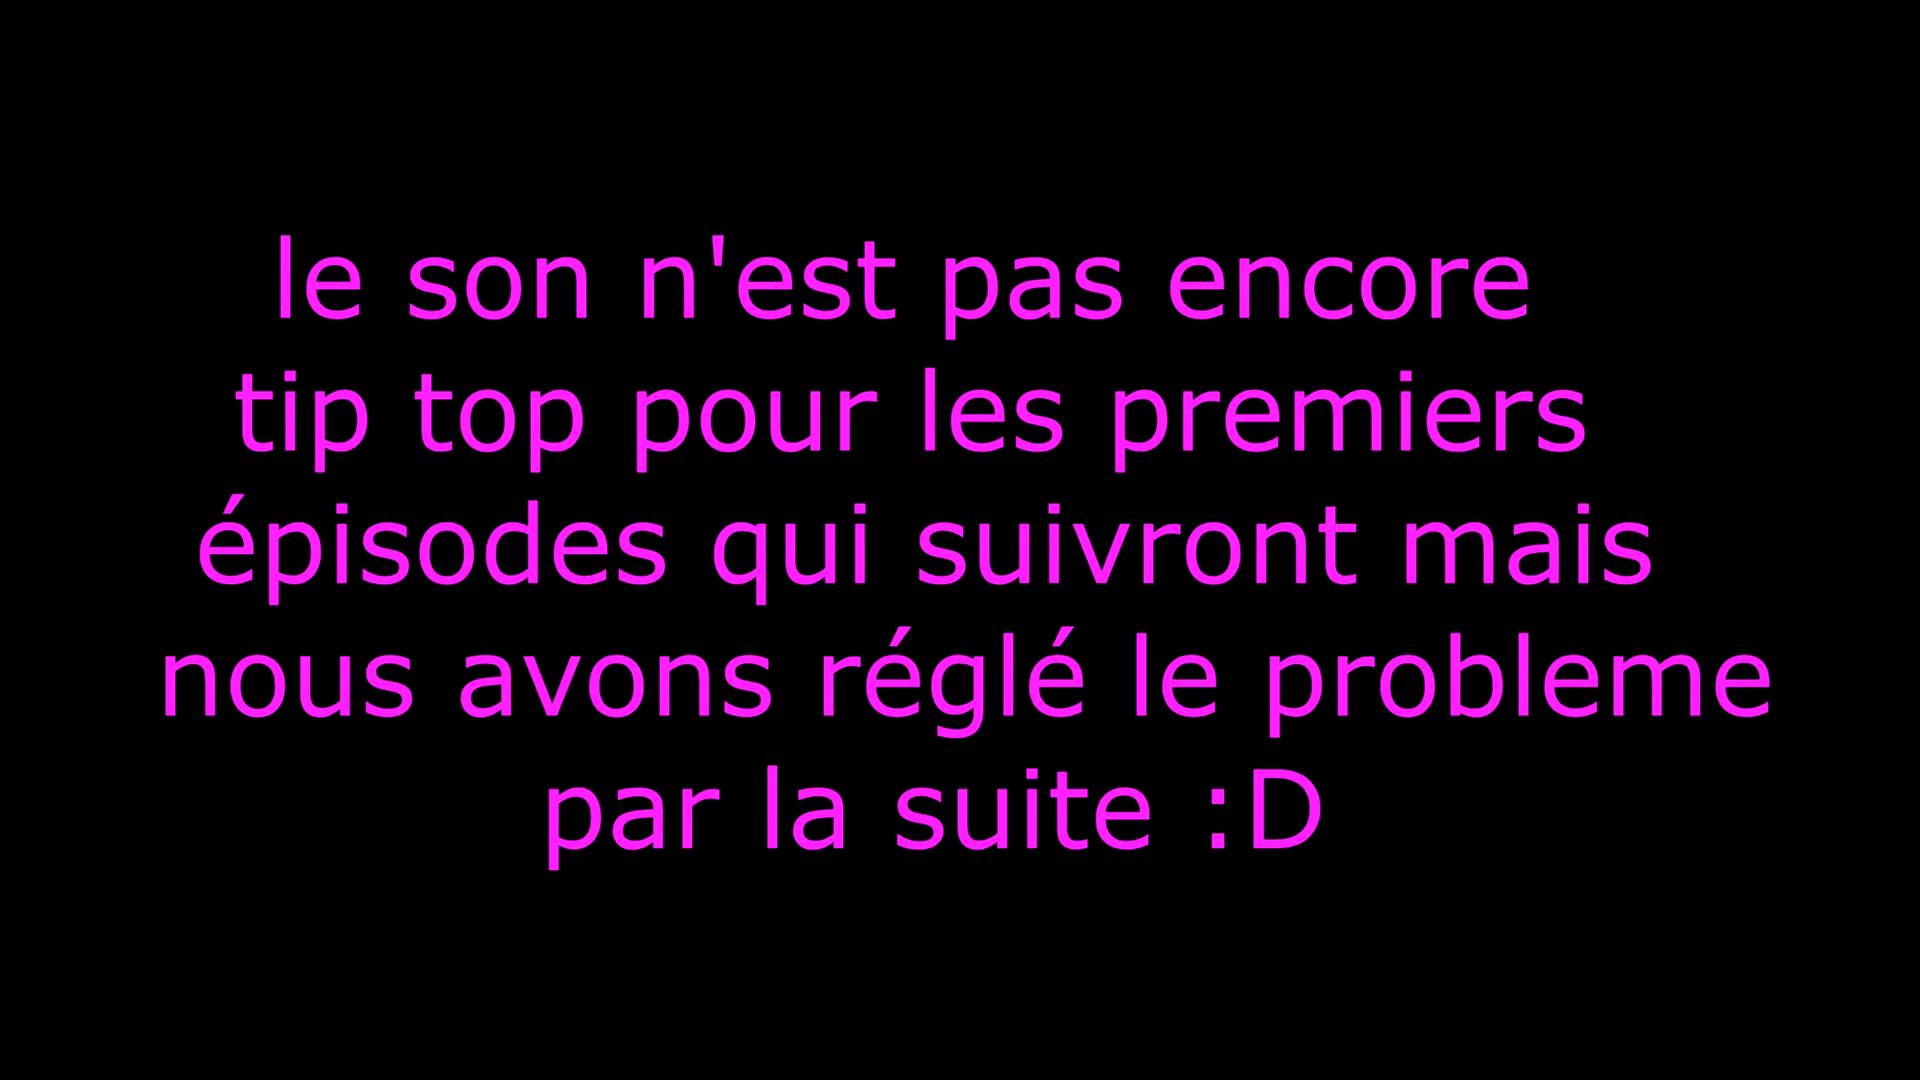 le son n'est pas encore
tip top pour les premiers
épisodes qui suivront mais
nous avons réglé le probleme
par la suite :D